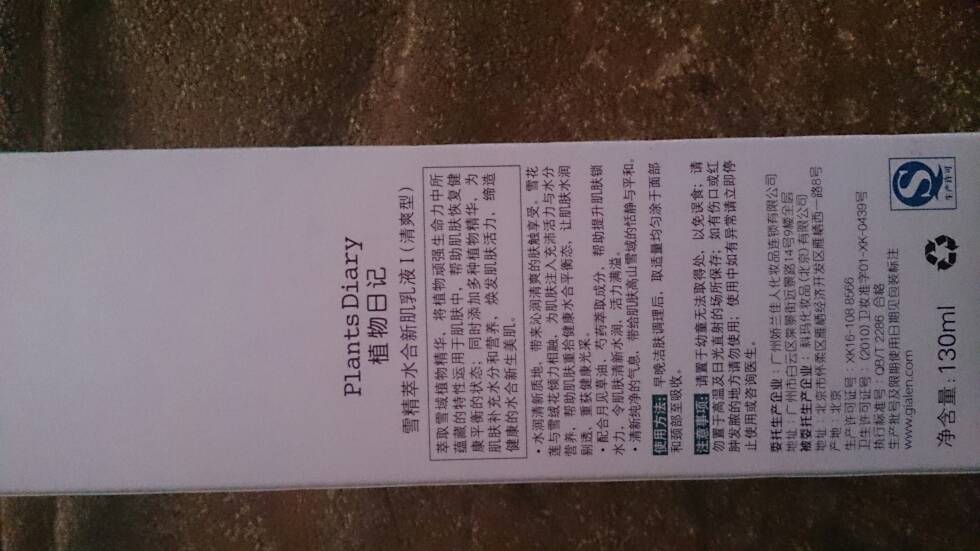 Plants Diary
植物日记
雪精萃水合新肌乳液 I (清爽型)
萃取雪域植物精华，将植物顽强生命力中所
蕴藏的特性运用于肌肤中，帮助肌肤恢复健
康平衡的状态；同时添加多种植物精华，为
肌肤补充水分和营养，焕发肌肤活力，缔造
健康的水合新生美肌。
·水润清新质地，带来沁润清爽的肤触享受。雪花
莲与雪绒花倾力相融，为肌肤注入充沛活力与水分
营养，帮助肌肤重拾健康水合平衡态，让肌肤水润
剔透，重获健康光采。
·配合月见草油、芍药萃取成分，帮助提升肌肤锁
水力，令肌肤清新水润，活力满溢。
·清新纯净的气息，带给肌肤高山雪域的恬静与平和。
使用方法：早晚洁肤调理后，取适量均匀涂于面部
和颈部至吸收。
注意事项：请置于幼童无法取得处，以免误食；请
勿置于高温及日光直射的场所保存；如有伤口或红
肿发脓的地方请勿使用；使用中如有异常请立即停
止使用或咨询医生。
委托生产企业：广州娇兰佳人化妆品连锁有限公司
地址：广州市白云区棠景街远景路14号9楼全层
被委托生产企业：科玛化妆品(北京)有限公司
地址：北京市怀柔区雁栖经济开发区雁栖西一路8号
产地：北京
生产许可证号：XK16-108 8566
卫生许可证号：(2010)卫妆准字01-XK-0439号
执行标准号：QB/T 2286 合格
生产批号及限期使用日期见包装标注
www.gialen.com
净含量：130ml
生产许可